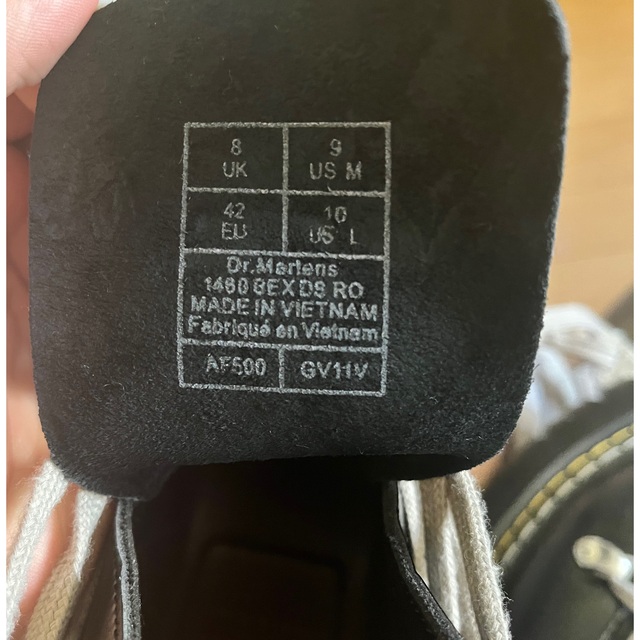 8
UK
9
US M
42
EU
10
US L
Dr.Martens
1460 BEX DS RO
MADE IN VIETNAM
Fabriqué en Vietnam
AF500
GV11V